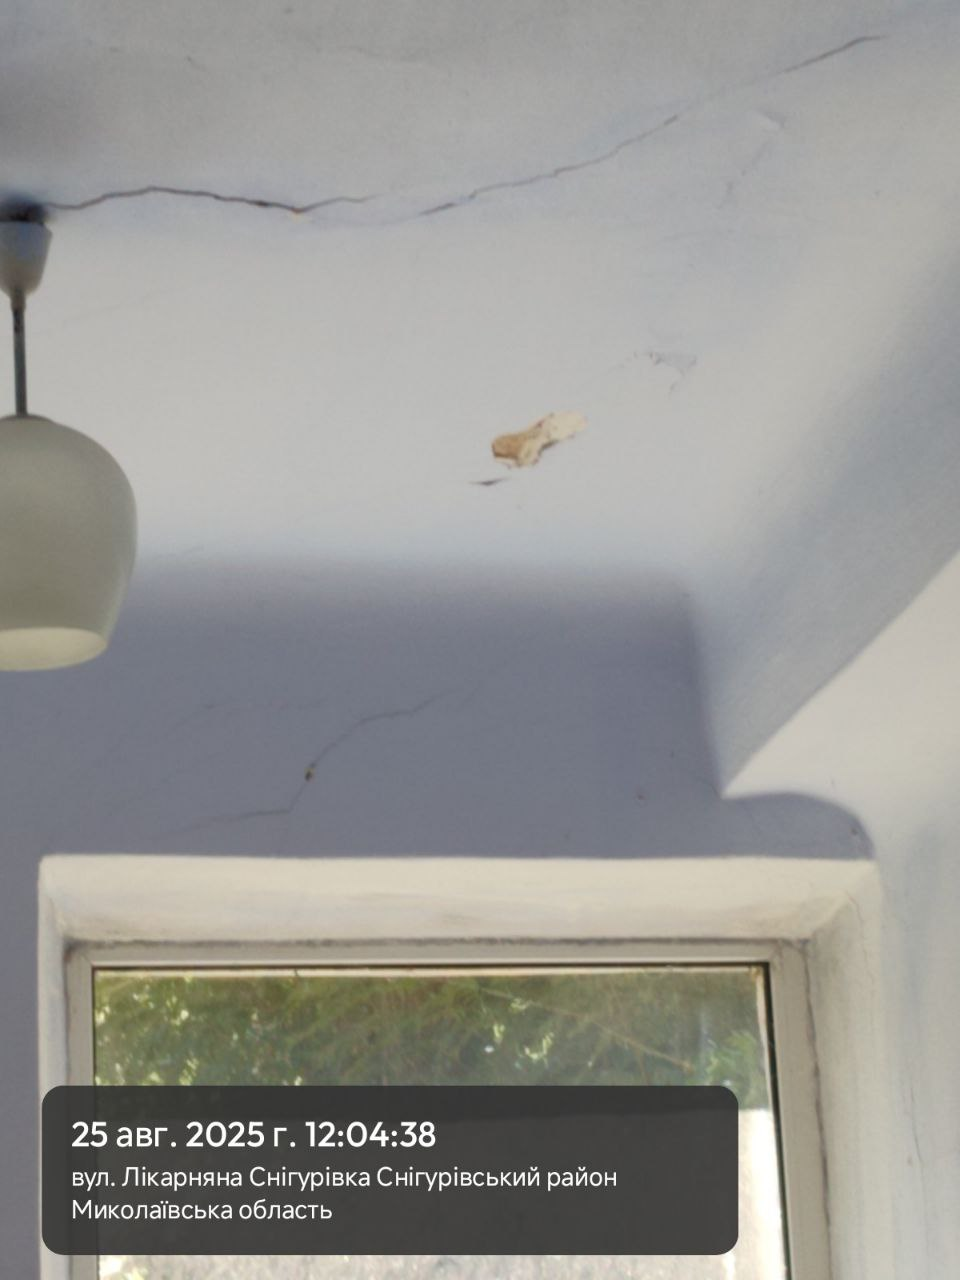 25 авг. 2025 г. 12:04:38
вул. Лікарняна Снігурівка Снігурівський район
Миколаївська область